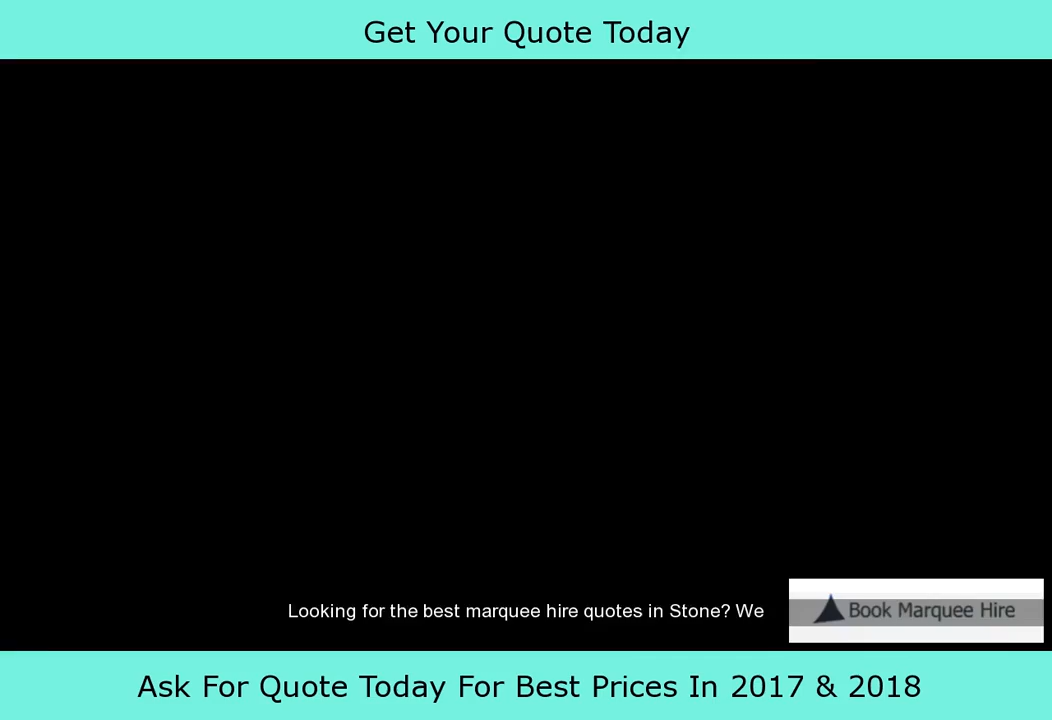 Get Your Quote Today
Looking for the best marquee hire quotes in Stone? We
Book Marquee Hire
Ask For Quote Today For Best Prices In 2017 & 2018